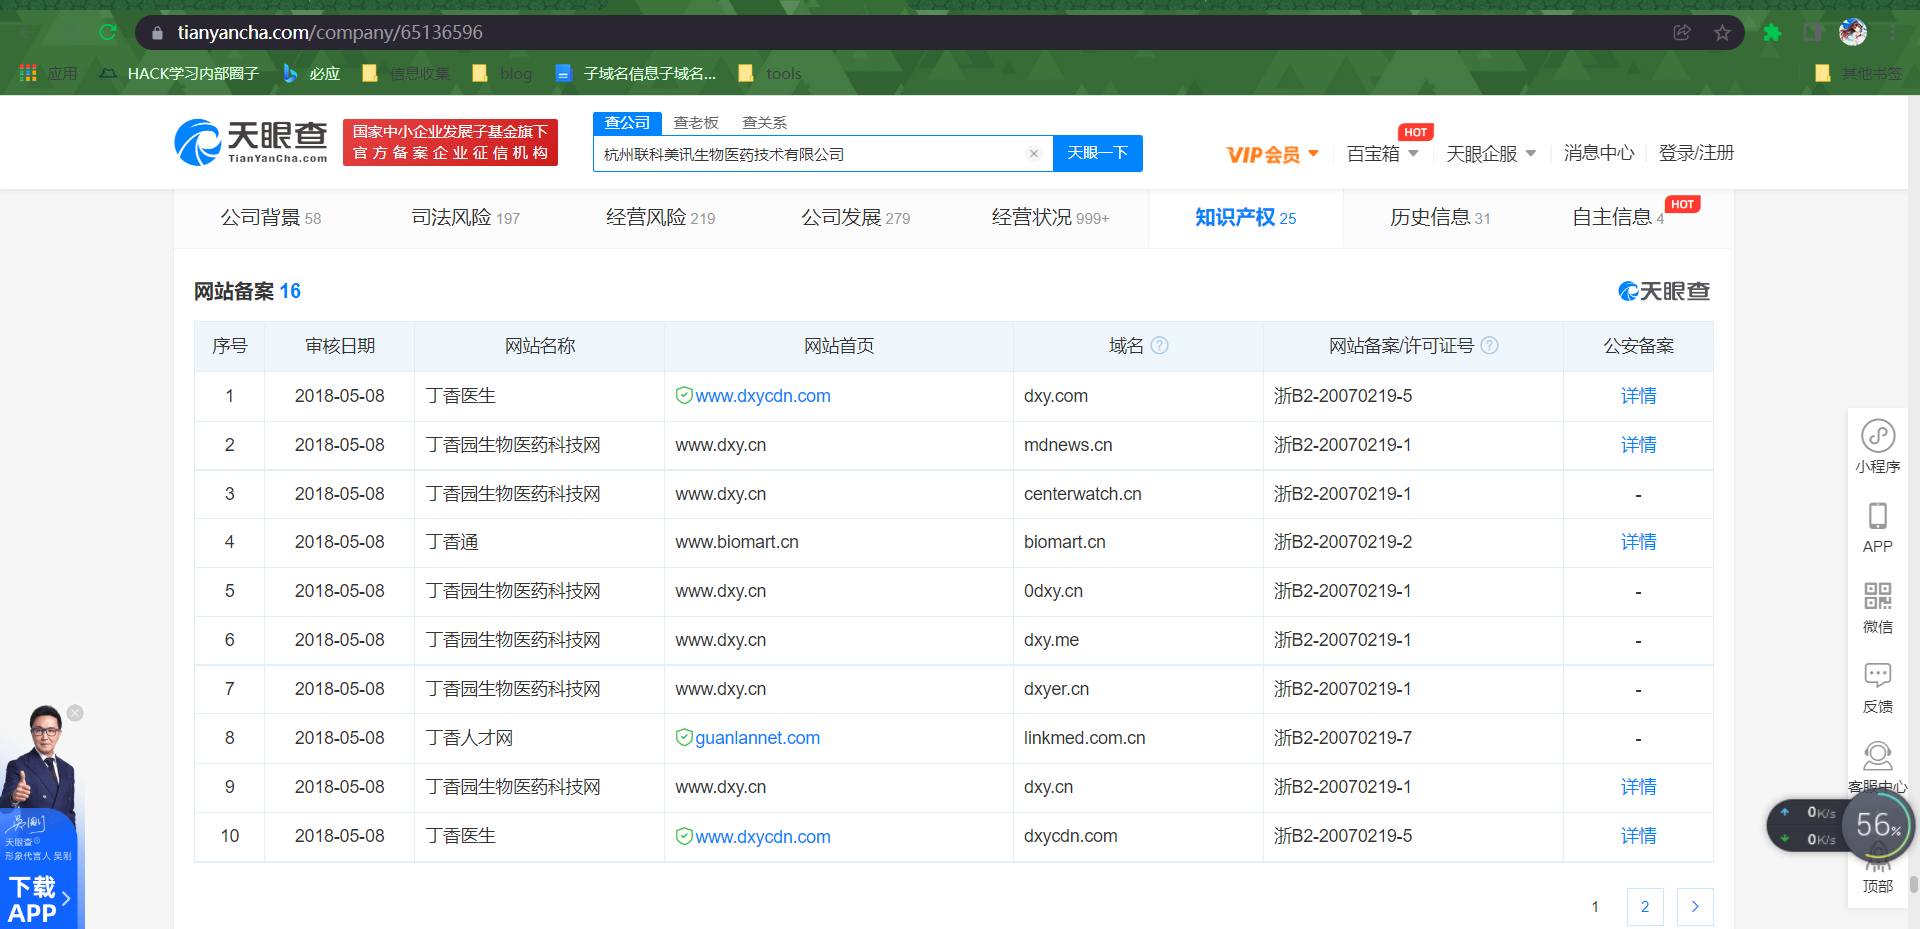 tianyancha.com/company/65136596
应用 HACK学习内部圈子 必应 信息收集 blog 子域名信息子域名... tools 其他书签
天眼查
TianYanCha.com
国家中小企业发展子基金旗下
官方备案企业征信机构
查公司 查老板 查关系
杭州联科美讯生物医药技术有限公司 × 天眼一下
VIP会员 百宝箱 HOT 天眼企服 消息中心 登录/注册
公司背景 58 司法风险 197 经营风险 219 公司发展 279 经营状况 999+ 知识产权 25 历史信息 31 自主信息 4 HOT
网站备案 16 天眼查
序号 审核日期 网站名称 网站首页 域名 ? 网站备案/许可证号 ? 公安备案
1 2018-05-08 丁香医生 www.dxycdn.com dxy.com 浙B2-20070219-5 详情
2 2018-05-08 丁香园生物医药科技网 www.dxy.cn mdnews.cn 浙B2-20070219-1 详情
3 2018-05-08 丁香园生物医药科技网 www.dxy.cn centerwatch.cn 浙B2-20070219-1 -
4 2018-05-08 丁香通 www.biomart.cn biomart.cn 浙B2-20070219-2 详情
5 2018-05-08 丁香园生物医药科技网 www.dxy.cn 0dxy.cn 浙B2-20070219-1 -
6 2018-05-08 丁香园生物医药科技网 www.dxy.cn dxy.me 浙B2-20070219-1 -
7 2018-05-08 丁香园生物医药科技网 www.dxy.cn dxyer.cn 浙B2-20070219-1 -
8 2018-05-08 丁香人才网 guanlannet.com linkmed.com.cn 浙B2-20070219-7 -
9 2018-05-08 丁香园生物医药科技网 www.dxy.cn dxy.cn 浙B2-20070219-1 详情
10 2018-05-08 丁香医生 www.dxycdn.com dxycdn.com 浙B2-20070219-5 详情
1 2 >
小程序
APP
微信
反馈
客服中心
0K/s
0K/s
56%
顶部
吴刚
天眼查®
形象代言人 吴刚
下载
APP >